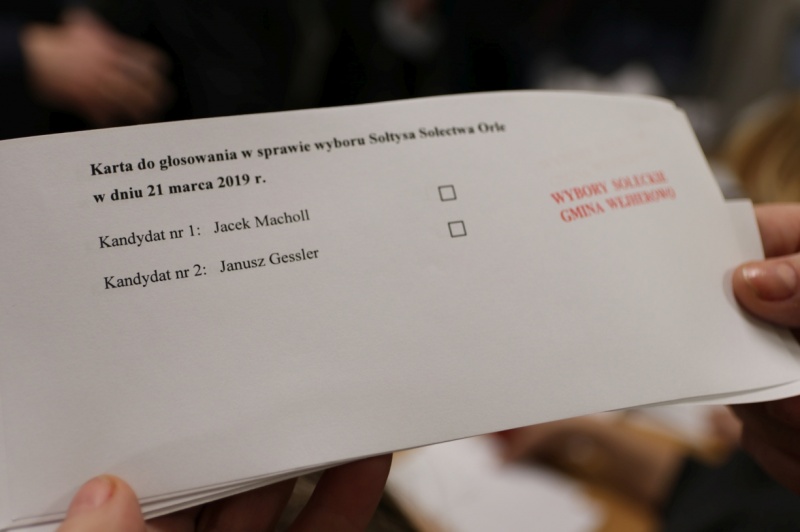 Karta do głosowania w sprawie wyboru Sołtysa Sołectwa Orle
w dniu 21 marca 2019 r.
Kandydat nr 1: Jacek Macholl
Kandydat nr 2: Janusz Gessler
WYBORY SOŁECKIE
GMINA WEJHEROWO